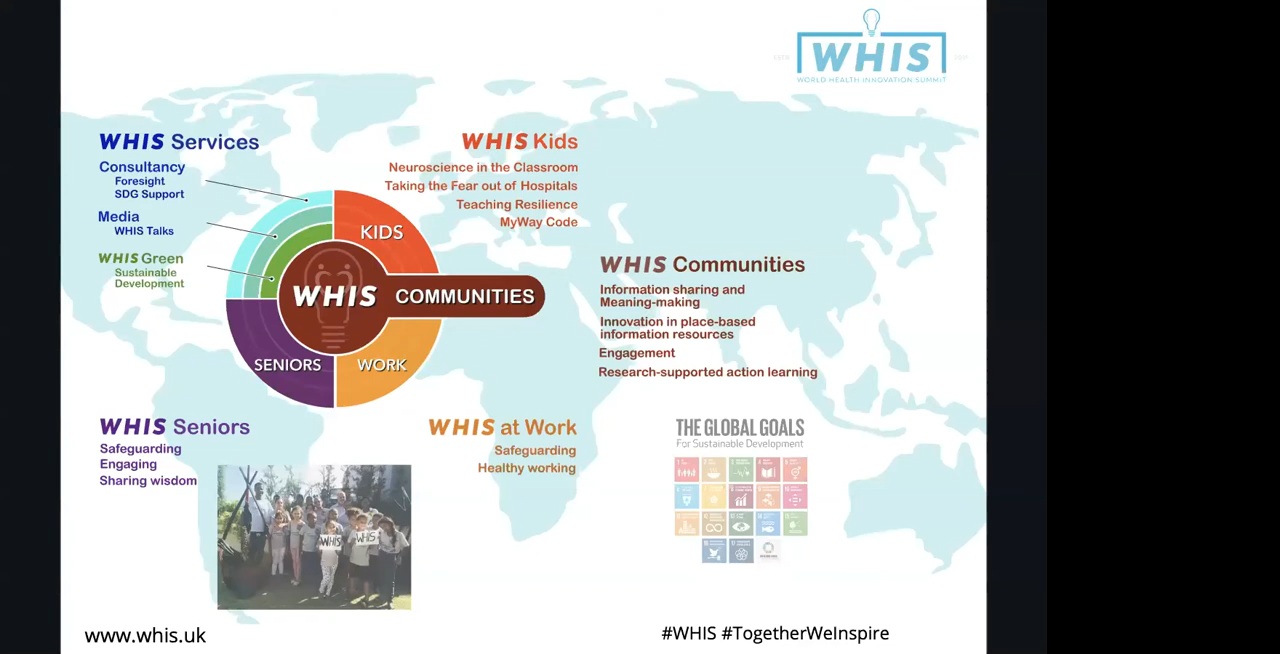 WHIS
WORLD HEALTH INNOVATION SUMMIT
WHIS Services
Consultancy
Foresight
SDG Support
Media
WHIS Talks
WHIS Green
Sustainable
Development
WHIS Kids
Neuroscience in the Classroom
Taking the Fear out of Hospitals
Teaching Resilience
MyWay Code
KIDS
WHIS COMMUNITIES
SENIORS
WORK
WHIS Communities
Information sharing and
Meaning-making
Innovation in place-based
information resources
Engagement
Research-supported action learning
WHIS Seniors
Safeguarding
Engaging
Sharing wisdom
WHIS at Work
Safeguarding
Healthy working
THE GLOBAL GOALS
For Sustainable Development
WHIS
WHIS
www.whis.uk
#WHIS #TogetherWeInspire